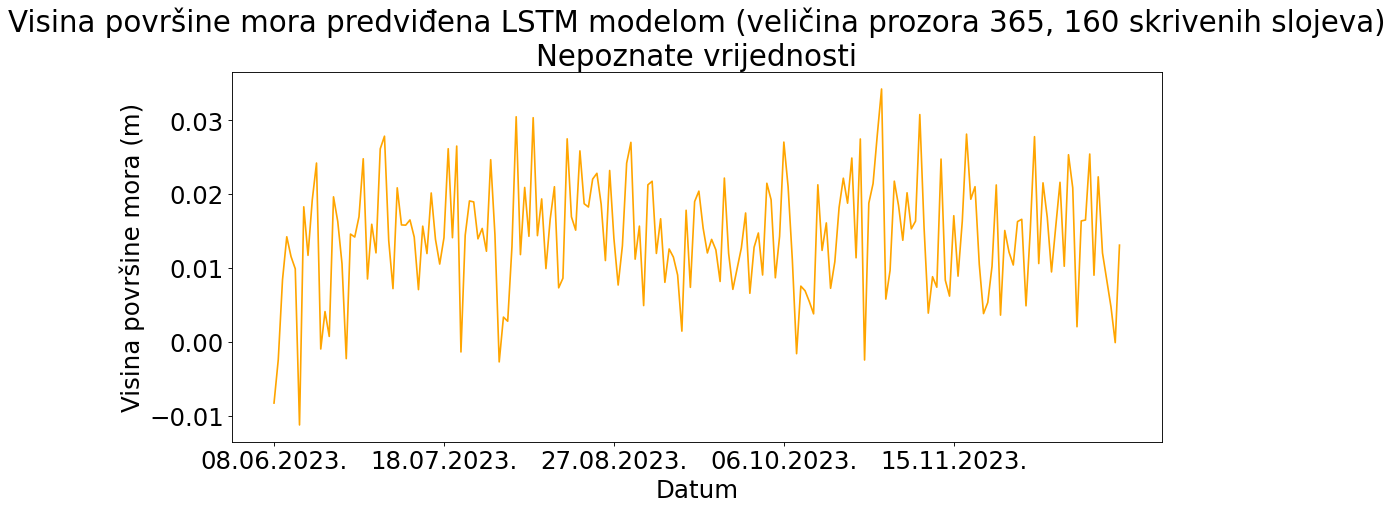 Visina površine mora predviđena LSTM modelom (veličina prozora 365, 160 skrivenih slojeva)
Nepoznate vrijednosti
Visina površine mora (m)
0.03
0.02
0.01
0.00
−0.01
08.06.2023. 18.07.2023. 27.08.2023. 06.10.2023. 15.11.2023.
Datum